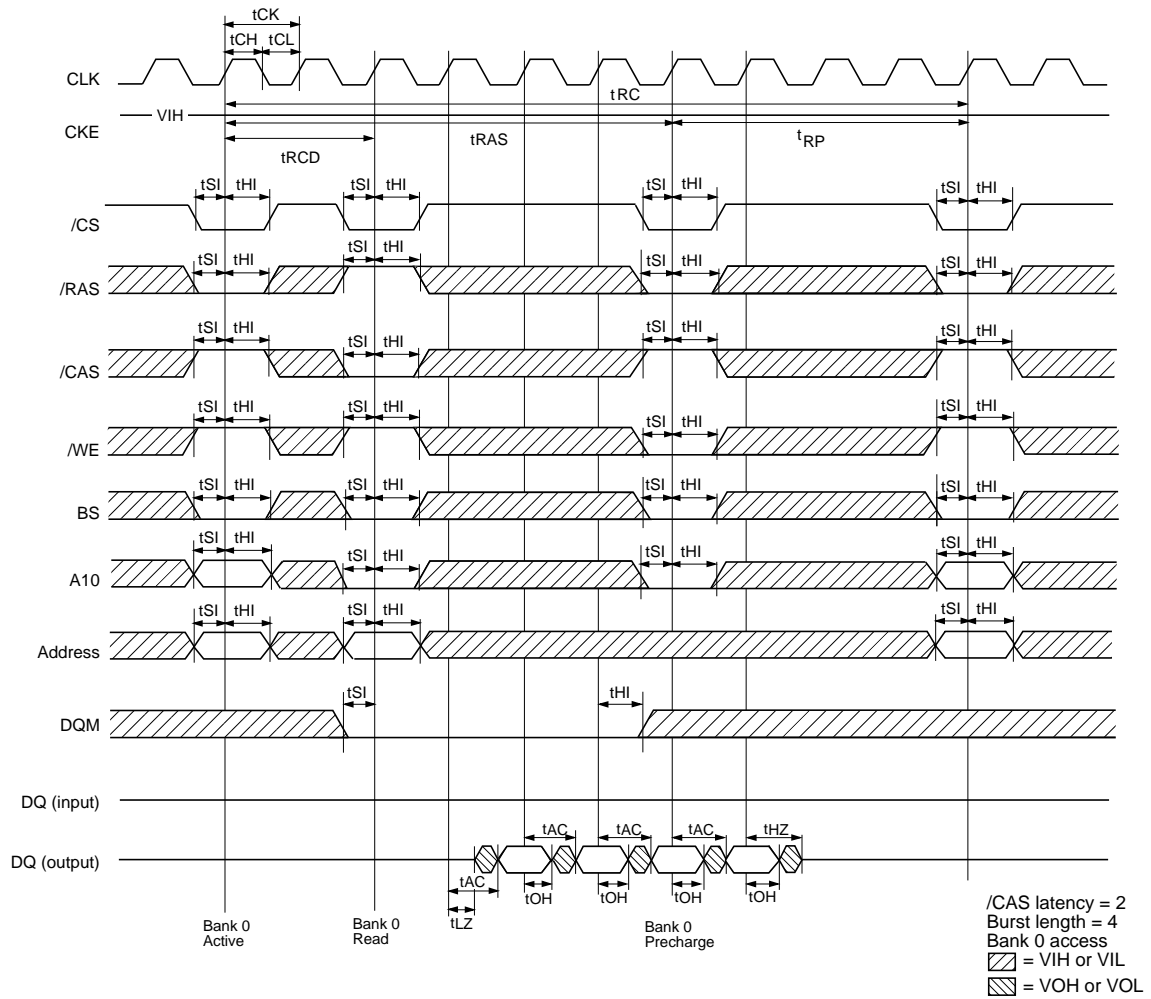 tCK
tCH tCL
CLK
tRC
VIH
CKE
tRAS
tRP
tRCD
tSI tHI tSI tHI tSI tHI tSI tHI
/CS
tSI tHI
tSI tHI tSI tHI tSI tHI
/RAS
tSI tHI tSI tHI tSI tHI tSI tHI
/CAS
tSI tHI tSI tHI tSI tHI tSI tHI
/WE
tSI tHI tSI tHI tSI tHI tSI tHI
BS
tSI tHI tSI tHI tSI tHI tSI tHI
A10
tSI tHI tSI tHI tSI tHI
Address
tSI tHI
DQM
DQ (input)
tAC tAC tAC tHZ
DQ (output)
tAC
tOH tOH tOH tOH
tLZ
Bank 0
Active
Bank 0
Read
Bank 0
Precharge
/CAS latency = 2
Burst length = 4
Bank 0 access
= VIH or VIL
= VOH or VOL